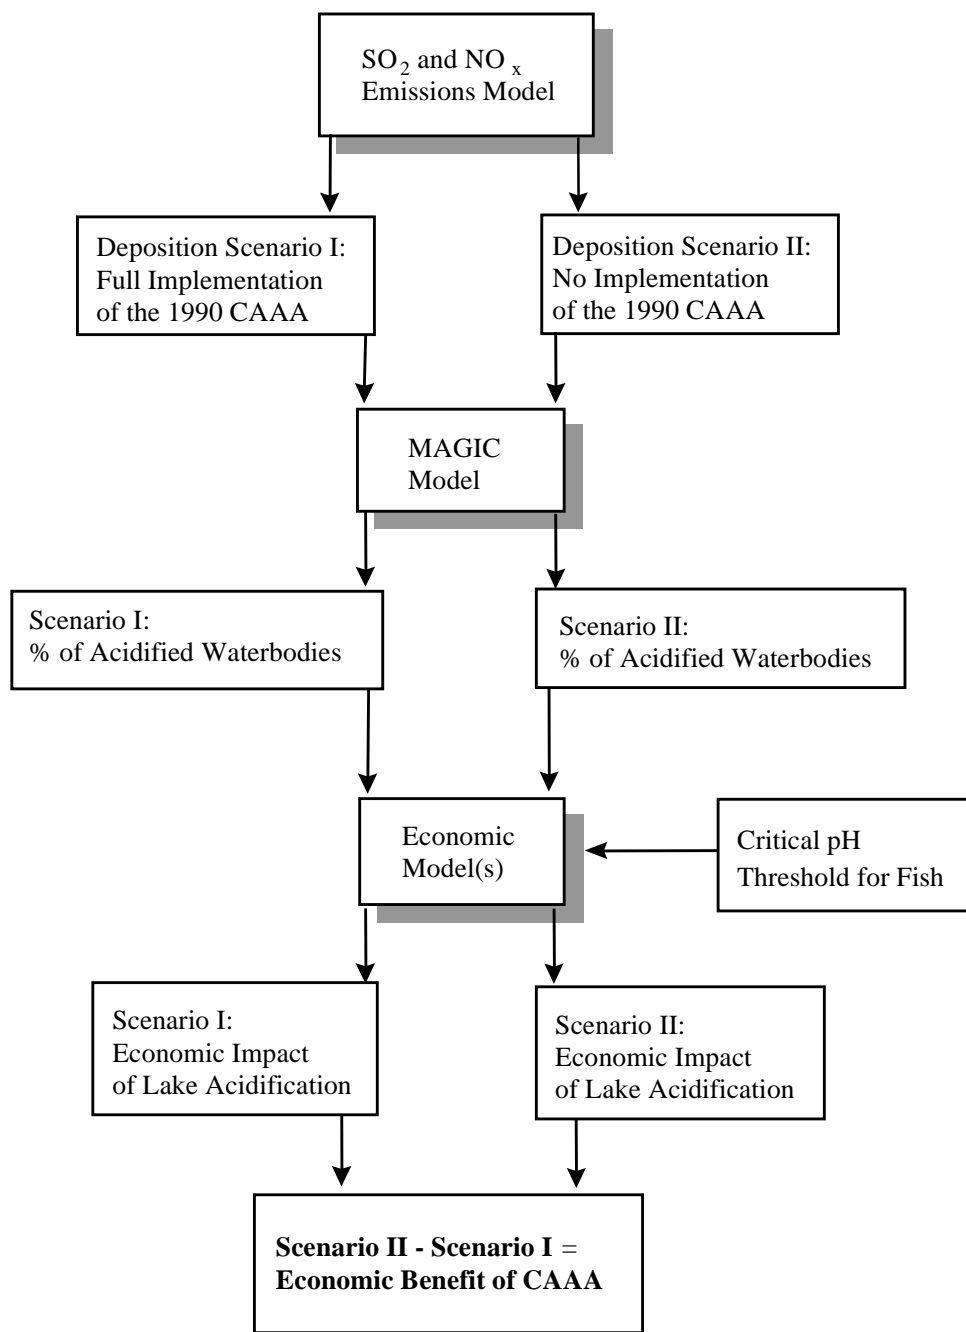 SO2 and NOx
Emissions Model
Deposition Scenario I:
Full Implementation
of the 1990 CAAA
Deposition Scenario II:
No Implementation
of the 1990 CAAA
MAGIC
Model
Scenario I:
% of Acidified Waterbodies
Scenario II:
% of Acidified Waterbodies
Economic
Model(s)
Critical pH
Threshold for Fish
Scenario I:
Economic Impact
of Lake Acidification
Scenario II:
Economic Impact
of Lake Acidification
Scenario II - Scenario I =
Economic Benefit of CAAA